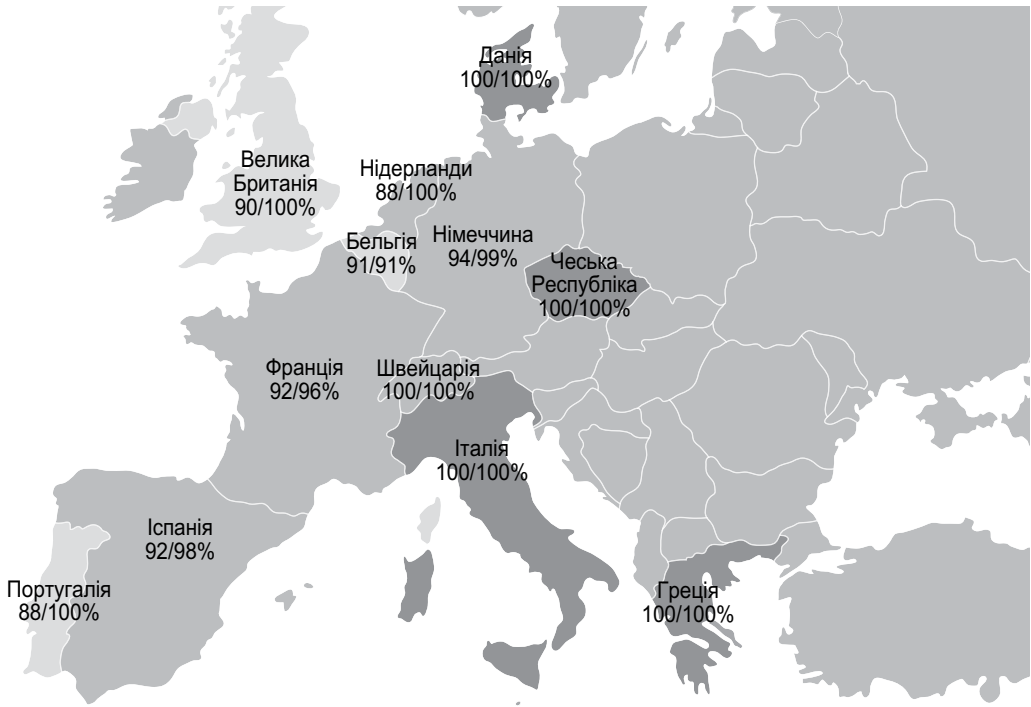 Данія
100/100%
Велика
Британія
90/100%
Нідерланди
88/100%
Бельгія
91/91%
Німеччина
94/99%
Чеська
Республіка
100/100%
Франція
92/96%
Швейцарія
100/100%
Італія
100/100%
Іспанія
92/98%
Португалія
88/100%
Греція
100/100%